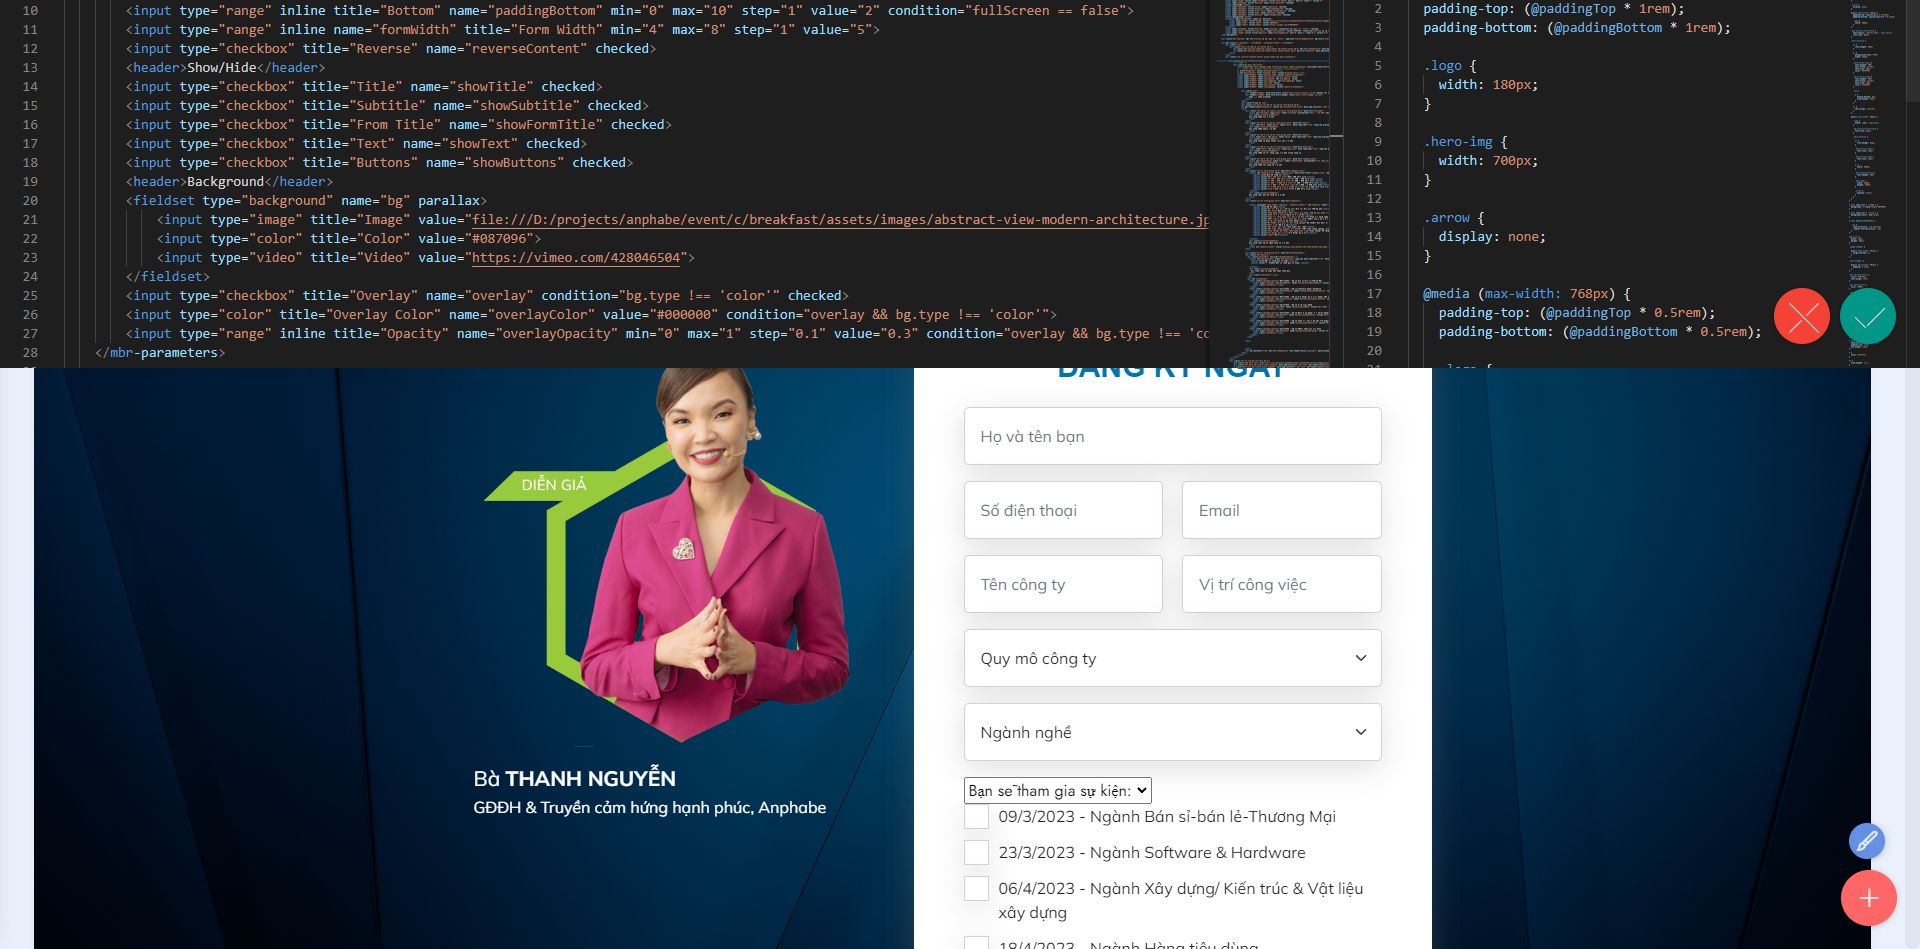 10 <input type="range" inline title="Bottom" name="paddingBottom" min="0" max="10" step="1" value="2" condition="fullScreen == false">
11 <input type="range" inline name="formWidth" title="Form Width" min="4" max="8" step="1" value="5">
12 <input type="checkbox" title="Reverse" name="reverseContent" checked>
13 <header>Show/Hide</header>
14 <input type="checkbox" title="Title" name="showTitle" checked>
15 <input type="checkbox" title="Subtitle" name="showSubtitle" checked>
16 <input type="checkbox" title="From Title" name="showFormTitle" checked>
17 <input type="checkbox" title="Text" name="showText" checked>
18 <input type="checkbox" title="Buttons" name="showButtons" checked>
19 <header>Background</header>
20 <fieldset type="background" name="bg" parallax>
21 <input type="image" title="Image" value="file:///D:/projects/anphabe/event/c/breakfast/assets/images/abstract-view-modern-architecture.jp
22 <input type="color" title="Color" value="#087096">
23 <input type="video" title="Video" value="https://vimeo.com/428046504">
24 </fieldset>
25 <input type="checkbox" title="Overlay" name="overlay" condition="bg.type !== 'color'" checked>
26 <input type="color" title="Overlay Color" name="overlayColor" value="#000000" condition="overlay && bg.type !== 'color'">
27 <input type="range" inline title="Opacity" name="overlayOpacity" min="0" max="1" step="0.1" value="0.3" condition="overlay && bg.type !== 'co
28 </mbr-parameters>
2 padding-top: (@paddingTop * 1rem);
3 padding-bottom: (@paddingBottom * 1rem);
4
5 .logo {
6 width: 180px;
7 }
8
9 .hero-img {
10 width: 700px;
11 }
12
13 .arrow {
14 display: none;
15 }
16
17 @media (max-width: 768px) {
18 padding-top: (@paddingTop * 0.5rem);
19 padding-bottom: (@paddingBottom * 0.5rem);
20
DIỄN GIẢ
Bà THANH NGUYỄN
GĐĐH & Truyền cảm hứng hạnh phúc, Anphabe
ĐĂNG KÝ NGAY
Họ và tên bạn
Số điện thoại
Email
Tên công ty
Vị trí công việc
Quy mô công ty
Ngành nghề
Bạn sẽ tham gia sự kiện:
09/3/2023 - Ngành Bán sỉ-bán lẻ-Thương Mại
23/3/2023 - Ngành Software & Hardware
06/4/2023 - Ngành Xây dựng/ Kiến trúc & Vật liệu
xây dựng
18/4/2023 - Ngành Hàng tiêu dùng